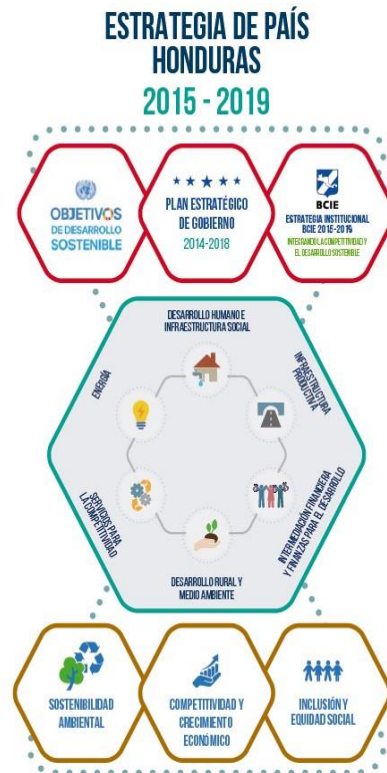 ESTRATEGIA DE PAÍS
HONDURAS
2015 - 2019
OBJETIVOS
DE DESARROLLO
SOSTENIBLE
PLAN ESTRATÉGICO
DE GOBIERNO
2014-2018
BCIE
ESTRATEGIA INSTITUCIONAL
BCIE 2015-2019
INTEGRANDO LA COMPETITIVIDAD Y
EL DESARROLLO SOSTENIBLE
DESARROLLO HUMANO E
INFRAESTRUCTURA SOCIAL
ENERGÍA
INFRAESTRUCTURA
PRODUCTIVA
SERVICIOS PARA
LA COMPETITIVIDAD
INTERMEDIACIÓN FINANCIERA
Y FINANZAS PARA EL DESARROLLO
DESARROLLO RURAL Y
MEDIO AMBIENTE
SOSTENIBILIDAD
AMBIENTAL
COMPETITIVIDAD Y
CRECIMIENTO
ECONÓMICO
INCLUSIÓN Y
EQUIDAD SOCIAL